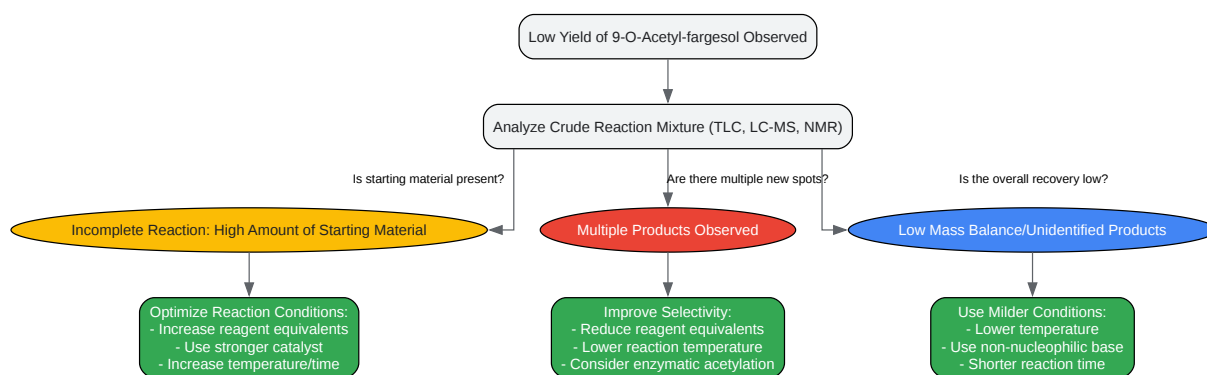 Low Yield of 9-O-Acetyl-fargesol Observed
Analyze Crude Reaction Mixture (TLC, LC-MS, NMR)
Is starting material present?
Are there multiple new spots?
Is the overall recovery low?
Incomplete Reaction: High Amount of Starting Material
Multiple Products Observed
Low Mass Balance/Unidentified Products
Optimize Reaction Conditions:
- Increase reagent equivalents
- Use stronger catalyst
- Increase temperature/time
Improve Selectivity:
- Reduce reagent equivalents
- Lower reaction temperature
- Consider enzymatic acetylation
Use Milder Conditions:
- Lower temperature
- Use non-nucleophilic base
- Shorter reaction time